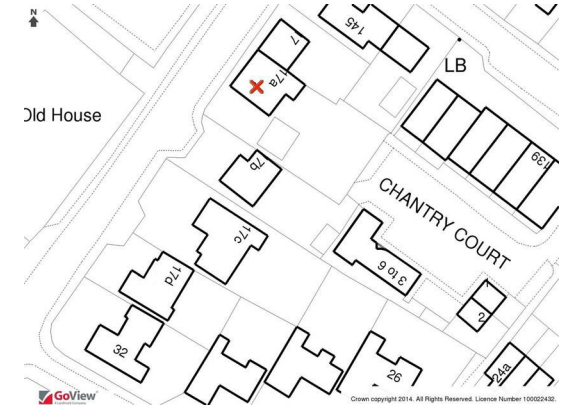 N
145
7
17a
LB
Old House
139
17b
CHANTRY COURT
17c
3 to 6
17d
1
2
32
26
24a
GoView
Crown copyright 2014. All Rights Reserved. Licence Number 100022432.